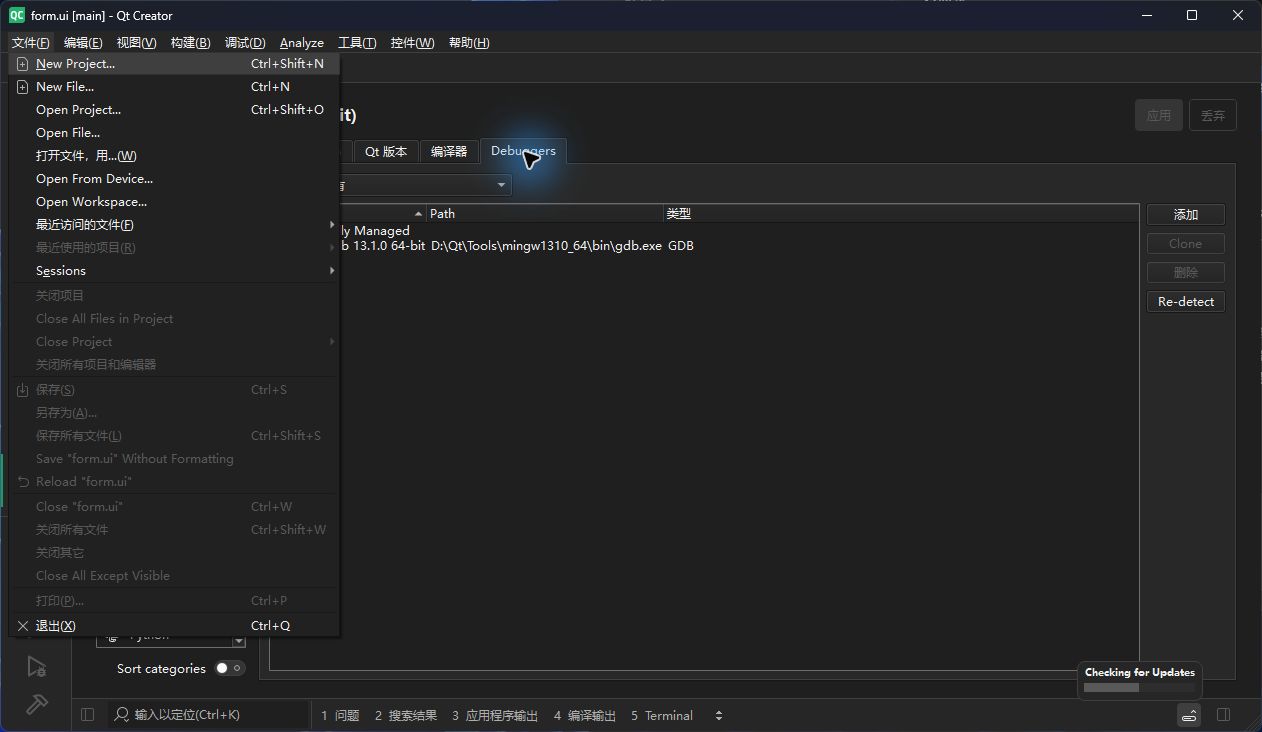 form.ui [main] - Qt Creator
文件(F) 编辑(E) 视图(V) 构建(B) 调试(D) Analyze 工具(T) 控件(W) 帮助(H)
New Project... Ctrl+Shift+N
New File... Ctrl+N
Open Project... Ctrl+Shift+O
Open File...
打开文件，用...(W)
Open From Device...
Open Workspace...
最近访问的文件(F)
最近使用的项目(R)
Sessions
关闭项目
Close All Files in Project
Close Project
关闭所有项目和编辑器
保存(S) Ctrl+S
另存为(A)...
保存所有文件(L) Ctrl+Shift+S
Save "form.ui" Without Formatting
Reload "form.ui"
Close "form.ui" Ctrl+W
关闭所有文件 Ctrl+Shift+W
关闭其它
Close All Except Visible
打印(P)... Ctrl+P
退出(X) Ctrl+Q
it)
应用 丢弃
Qt 版本 编译器 Debuggers
Path 类型
ly Managed
b 13.1.0 64-bit D:\Qt\Tools\mingw1310_64\bin\gdb.exe GDB
添加
Clone
删除
Re-detect
Python
Sort categories
Checking for Updates
输入以定位(Ctrl+K) 1 问题 2 搜索结果 3 应用程序输出 4 编译输出 5 Terminal